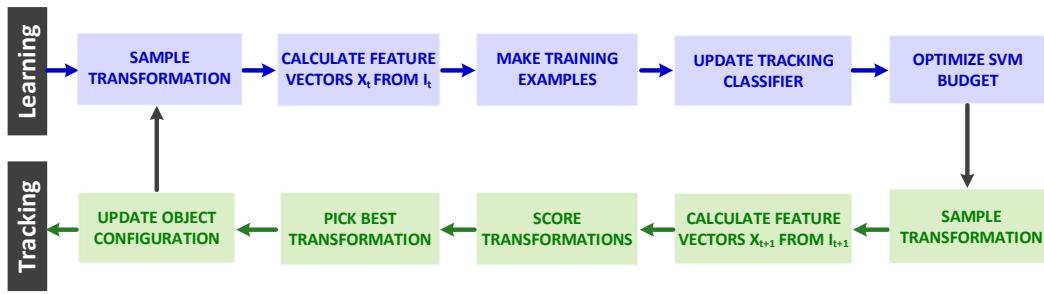 Learning
SAMPLE
TRANSFORMATION
CALCULATE FEATURE
VECTORS Xt FROM It
MAKE TRAINING
EXAMPLES
UPDATE TRACKING
CLASSIFIER
OPTIMIZE SVM
BUDGET
Tracking
UPDATE OBJECT
CONFIGURATION
PICK BEST
TRANSFORMATION
SCORE
TRANSFORMATIONS
CALCULATE FEATURE
VECTORS Xt+1 FROM It+1
SAMPLE
TRANSFORMATION